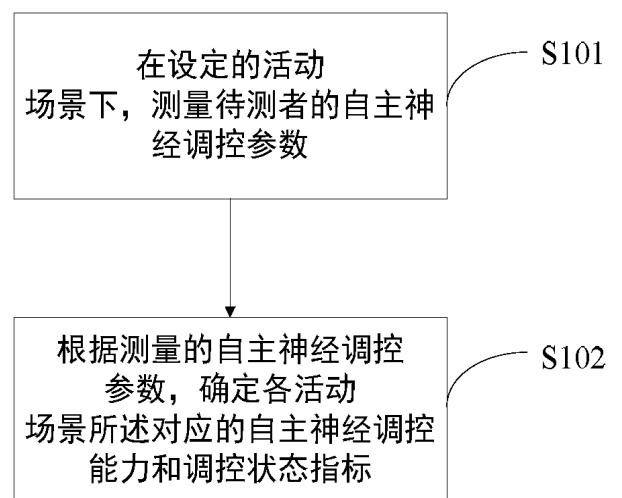 在设定的活动
场景下，测量待测者的自主神
经调控参数
S101
根据测量的自主神经调控
参数，确定各活动
场景所述对应的自主神经调控
能力和调控状态指标
S102